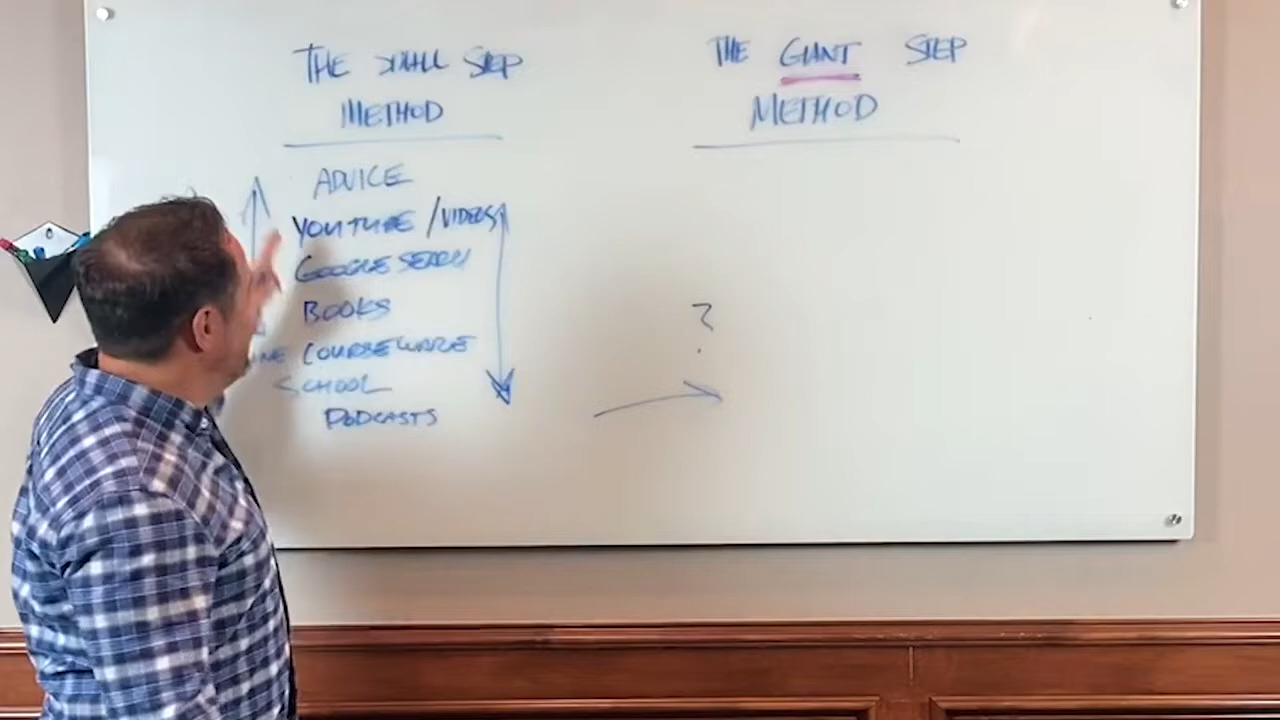 THE SMALL STEP
METHOD
ADVICE
YOUTUBE / VIDEOS
GOOGLE SEARCH
BOOKS
COURSEWARE
SCHOOL
PODCASTS
THE GIANT STEP
METHOD
?